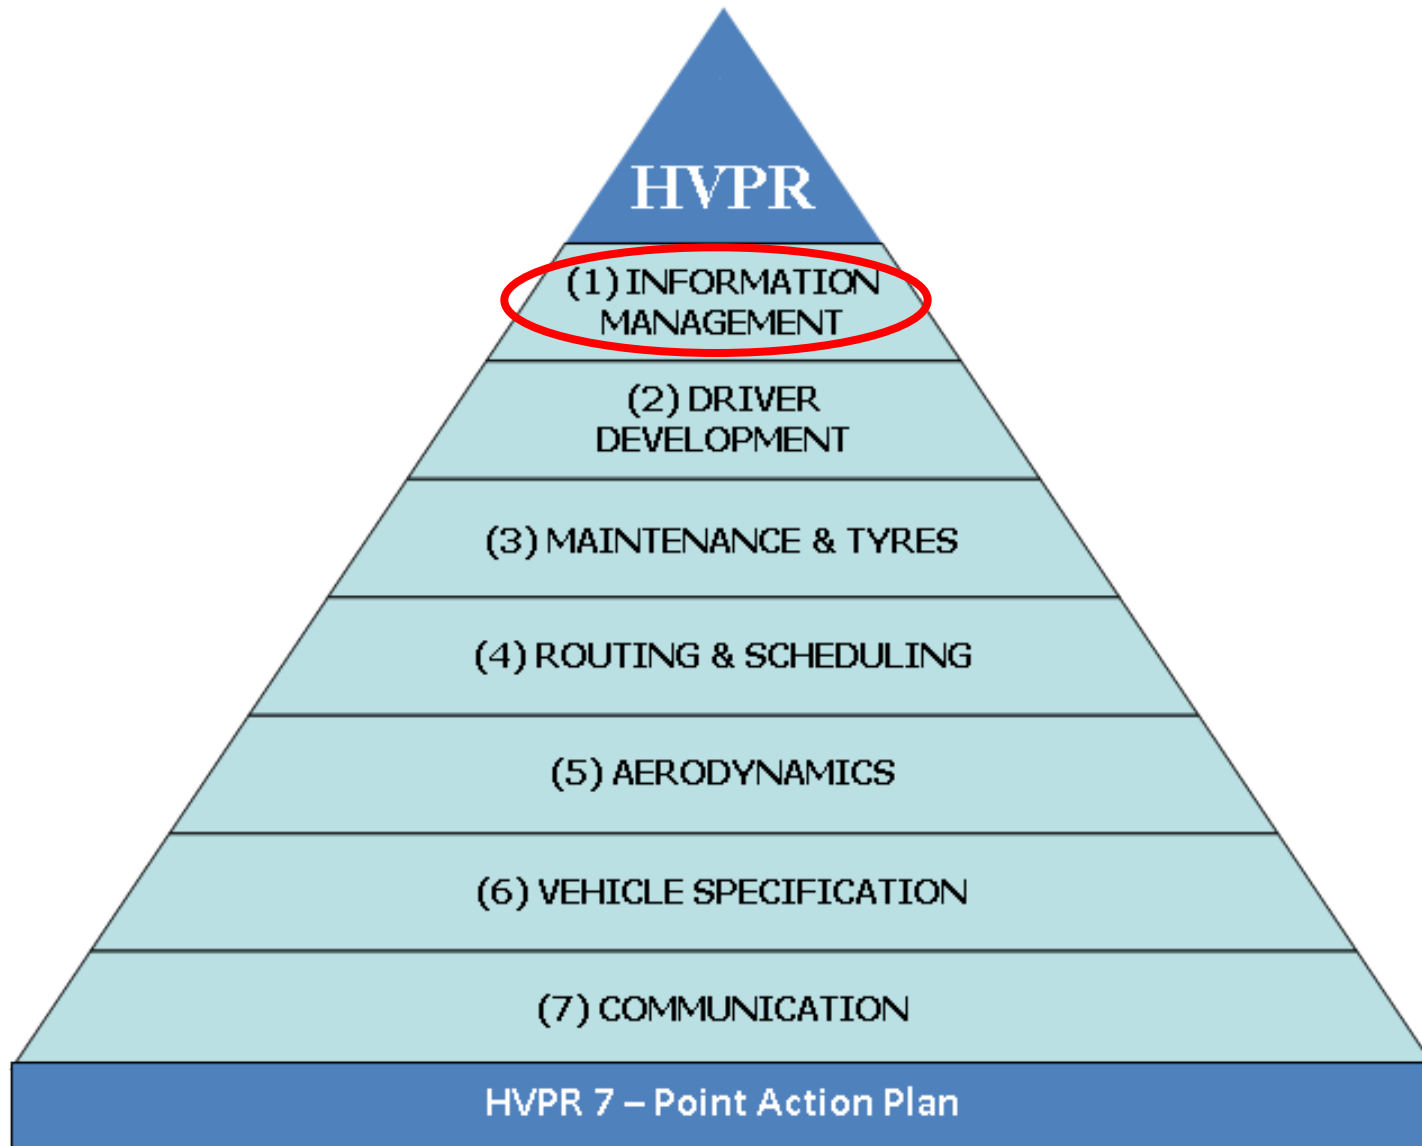 HVPR
(1) INFORMATION
MANAGEMENT
(2) DRIVER
DEVELOPMENT
(3) MAINTENANCE & TYRES
(4) ROUTING & SCHEDULING
(5) AERODYNAMICS
(6) VEHICLE SPECIFICATION
(7) COMMUNICATION
HVPR 7 – Point Action Plan